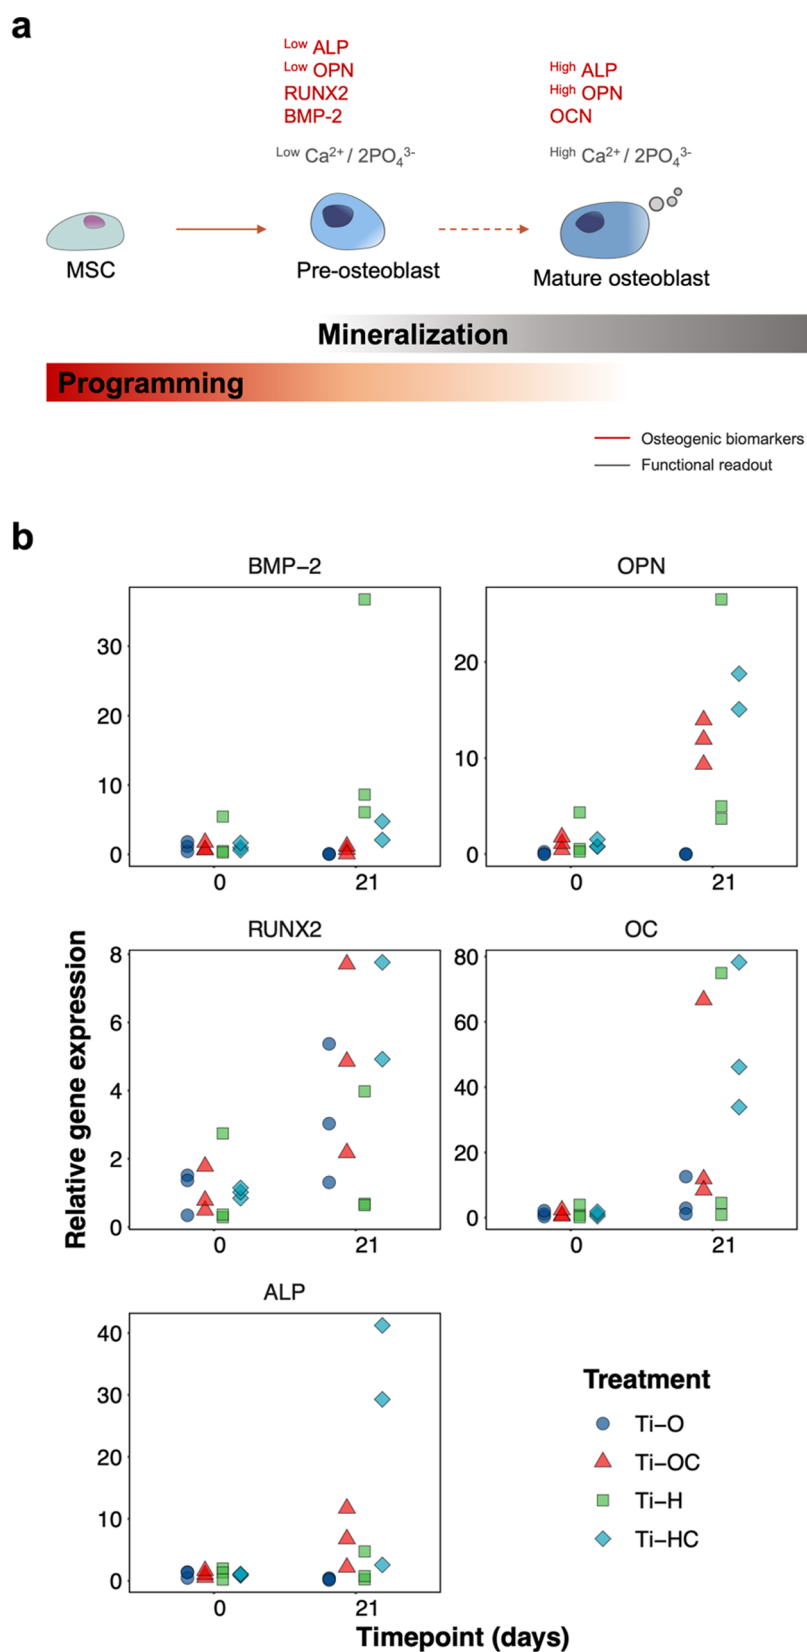 a
Low ALP
Low OPN
RUNX2
BMP-2
Low Ca2+ / 2PO43-
High ALP
High OPN
OCN
High Ca2+ / 2PO43-
MSC
Pre-osteoblast
Mature osteoblast
Mineralization
Programming
Osteogenic biomarkers
Functional readout
b
BMP−2
30
20
10
0
0 21
OPN
20
10
0
0 21
Relative gene expression
RUNX2
8
6
4
2
0
0 21
OC
80
60
40
20
0
0 21
ALP
40
30
20
10
0
0 21
Timepoint (days)
Treatment
Ti−O
Ti−OC
Ti−H
Ti−HC